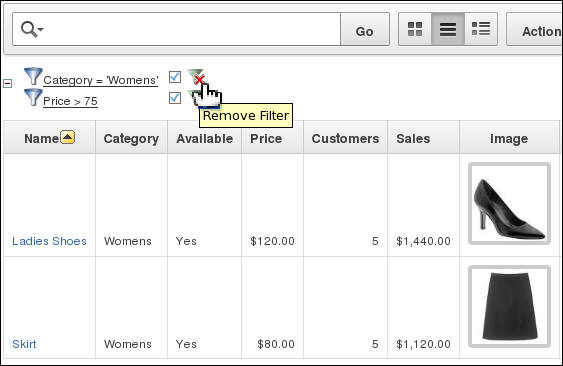 Go
Action
Category = 'Womens'
Price > 75
Remove Filter
Name Category Available Price Customers Sales Image
Ladies Shoes Womens Yes $120.00 5 $1,440.00
Skirt Womens Yes $80.00 5 $1,120.00